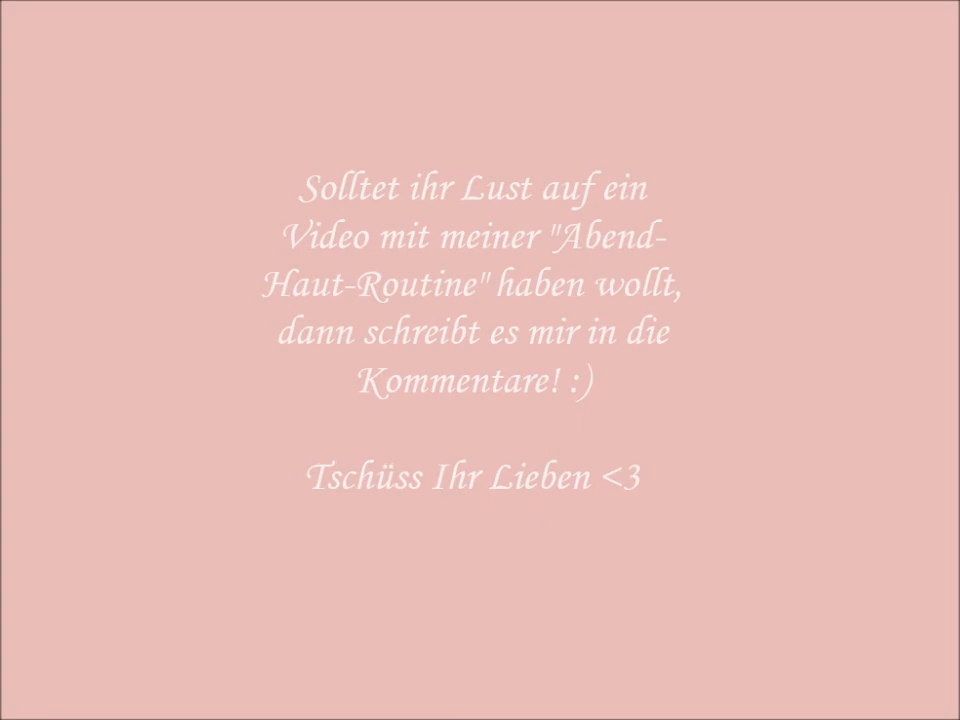 Solltet ihr Lust auf ein
Video mit meiner "Abend-
Haut-Routine" haben wollt,
dann schreibt es mir in die
Kommentare! :)
Tschüss Ihr Lieben <3